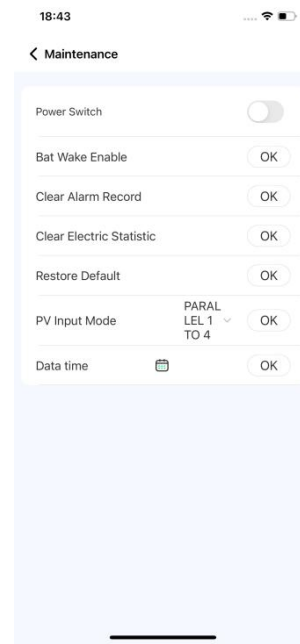 18:43
Maintenance
Power Switch
Bat Wake Enable OK
Clear Alarm Record OK
Clear Electric Statistic OK
Restore Default OK
PV Input Mode PARAL
LEL 1
TO 4 OK
Data time OK